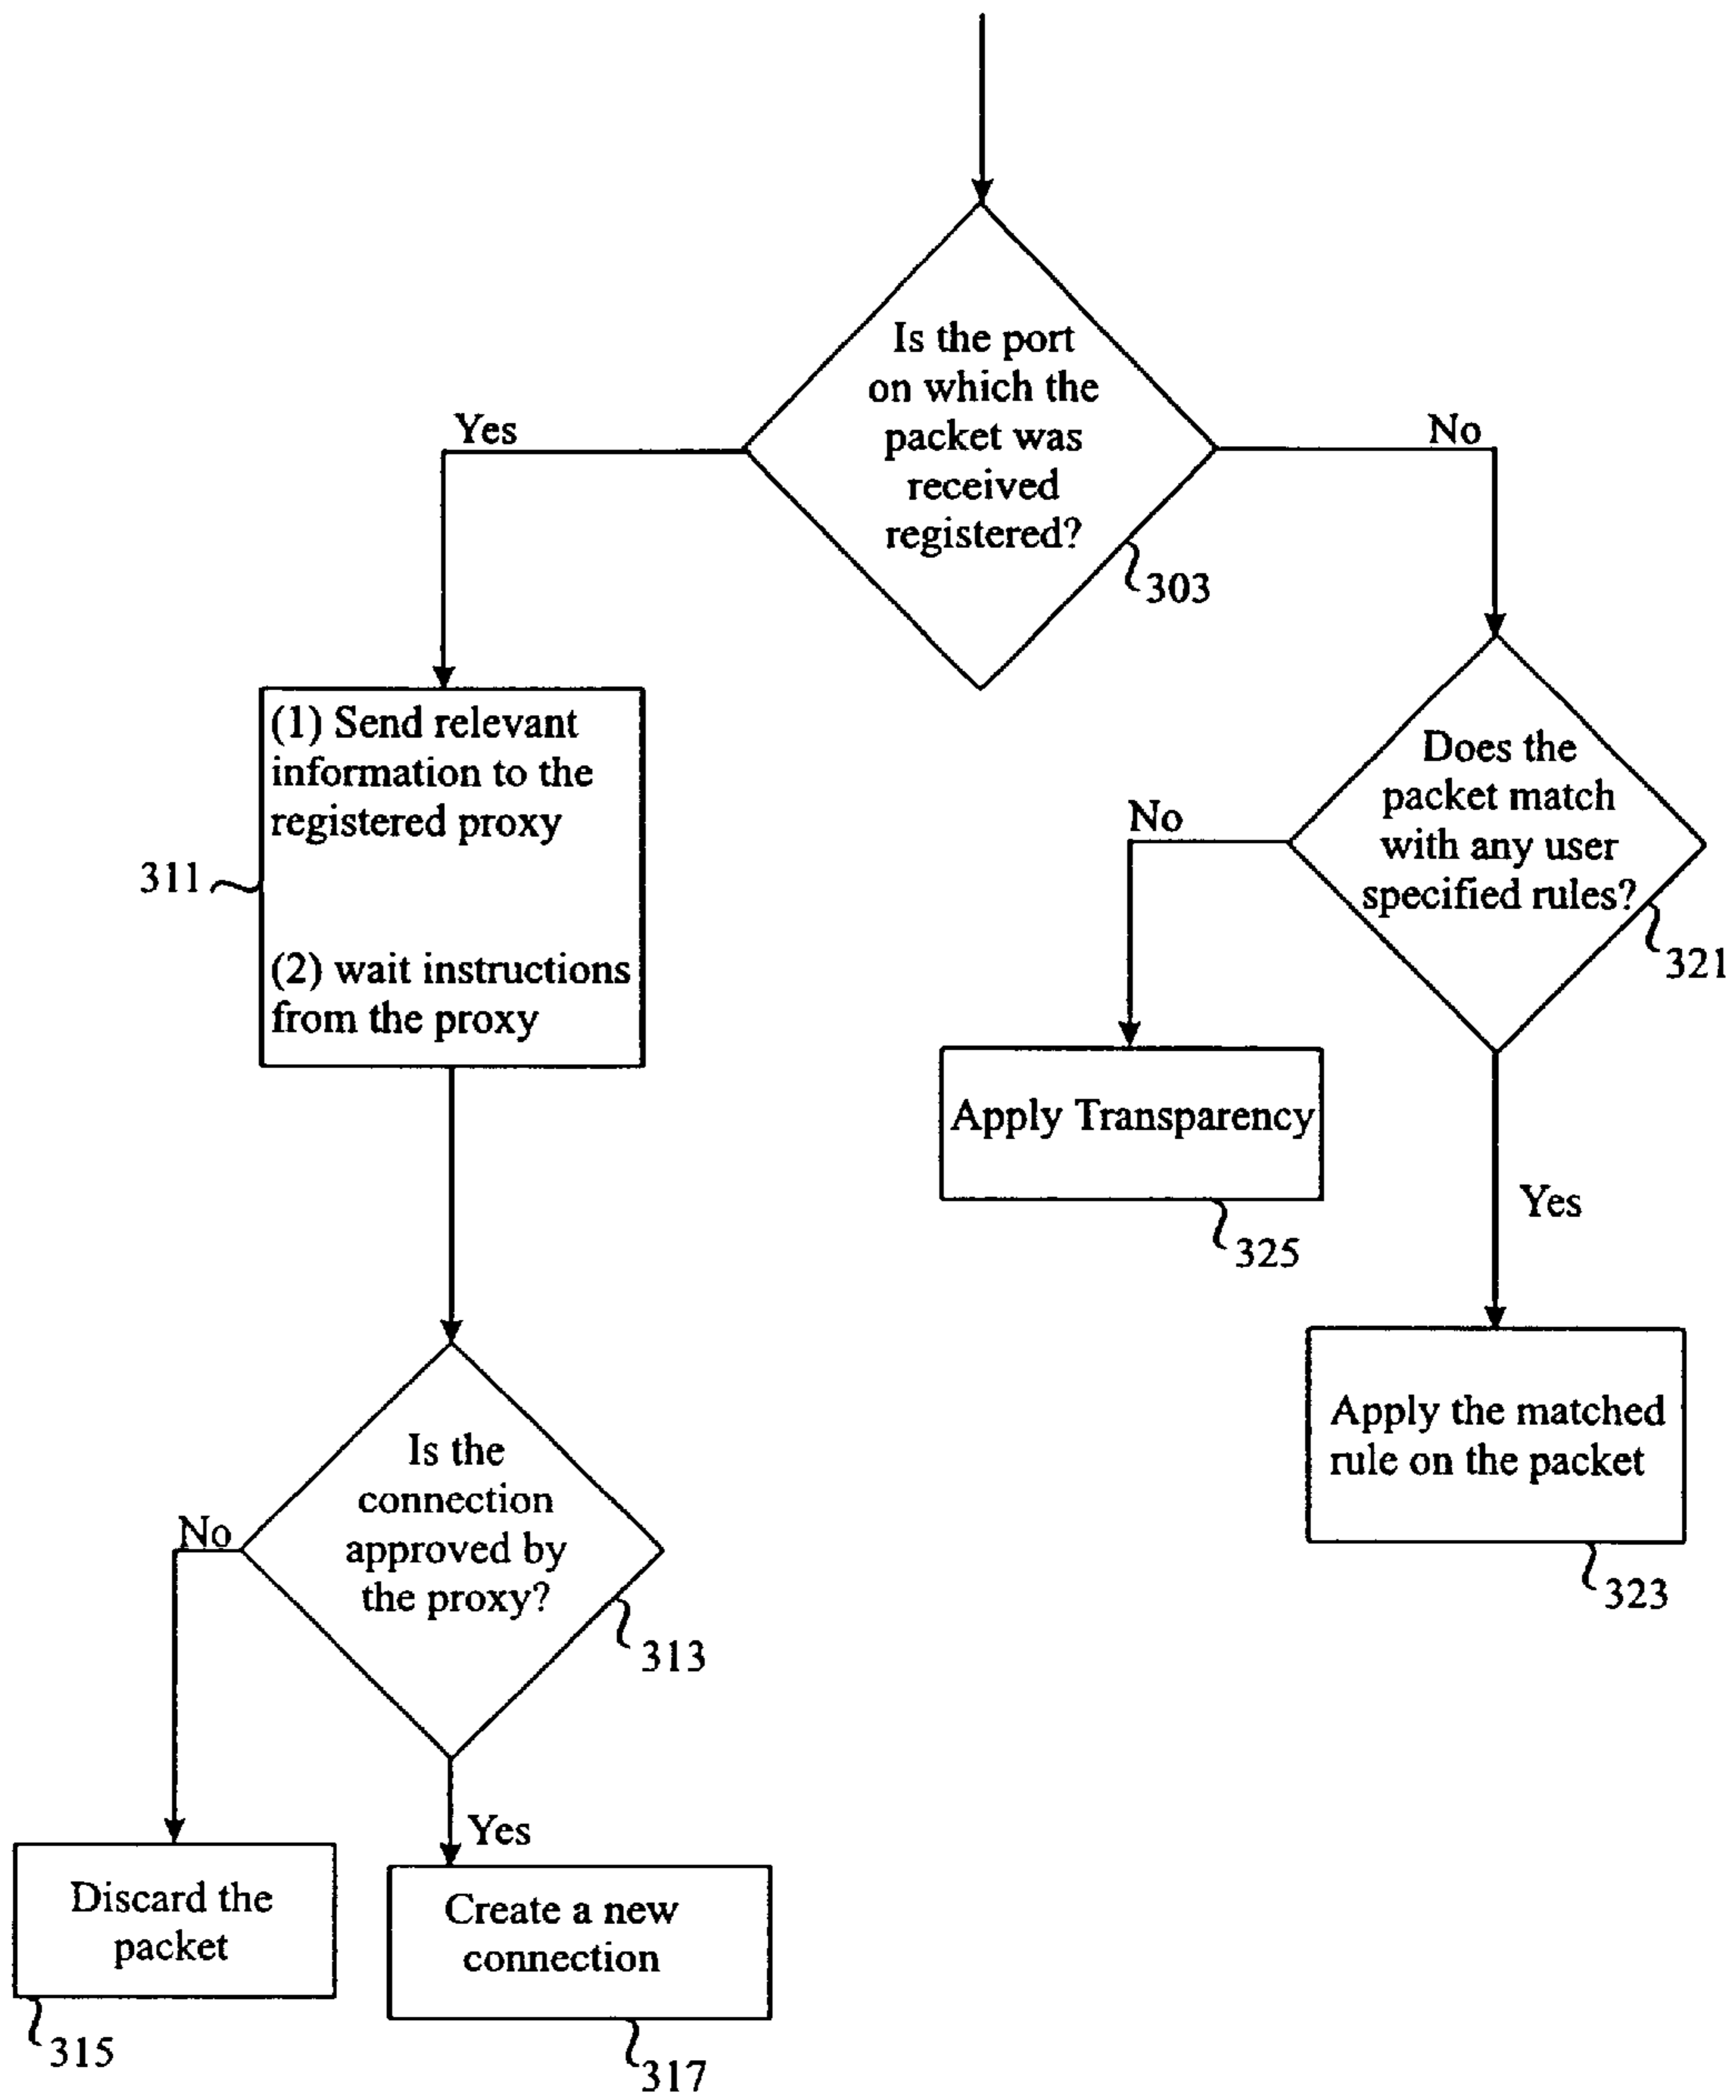 Is the port
on which the
packet was
received
registered?
Yes
No
303
(1) Send relevant
information to the
registered proxy
(2) wait instructions
from the proxy
311
Does the
packet match
with any user
specified rules?
No
321
Apply Transparency
325
Yes
Apply the matched
rule on the packet
323
Is the
connection
approved by
the proxy?
No
313
Yes
Discard the
packet
315
Create a new
connection
317